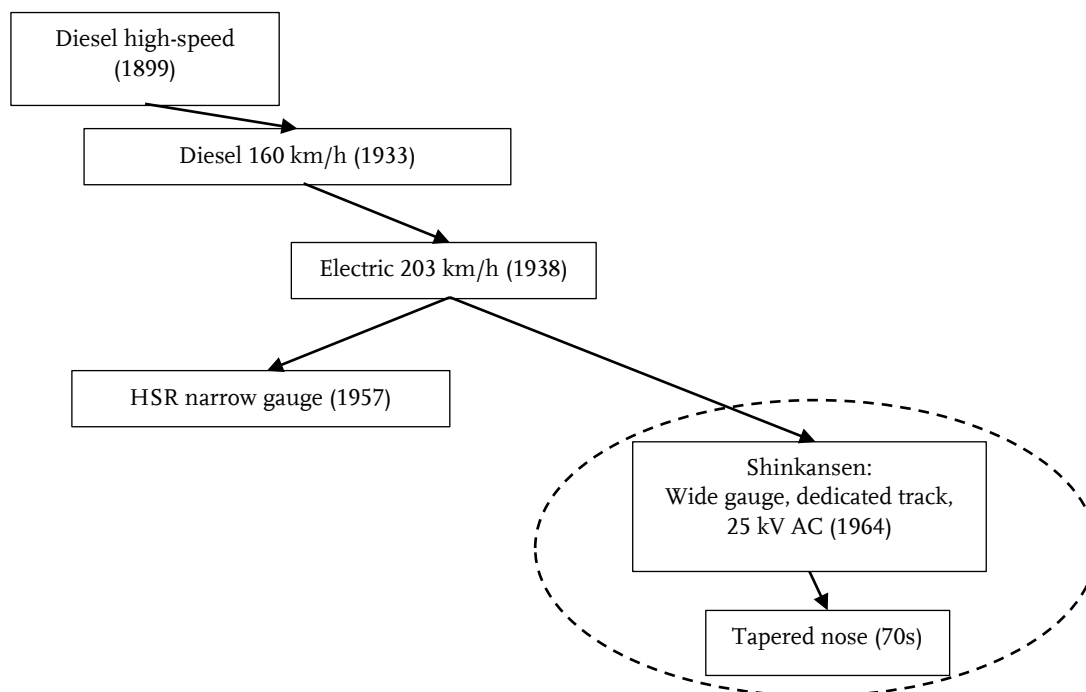 Diesel high-speed
(1899)
Diesel 160 km/h (1933)
Electric 203 km/h (1938)
HSR narrow gauge (1957)
Shinkansen:
Wide gauge, dedicated track,
25 kV AC (1964)
Tapered nose (70s)